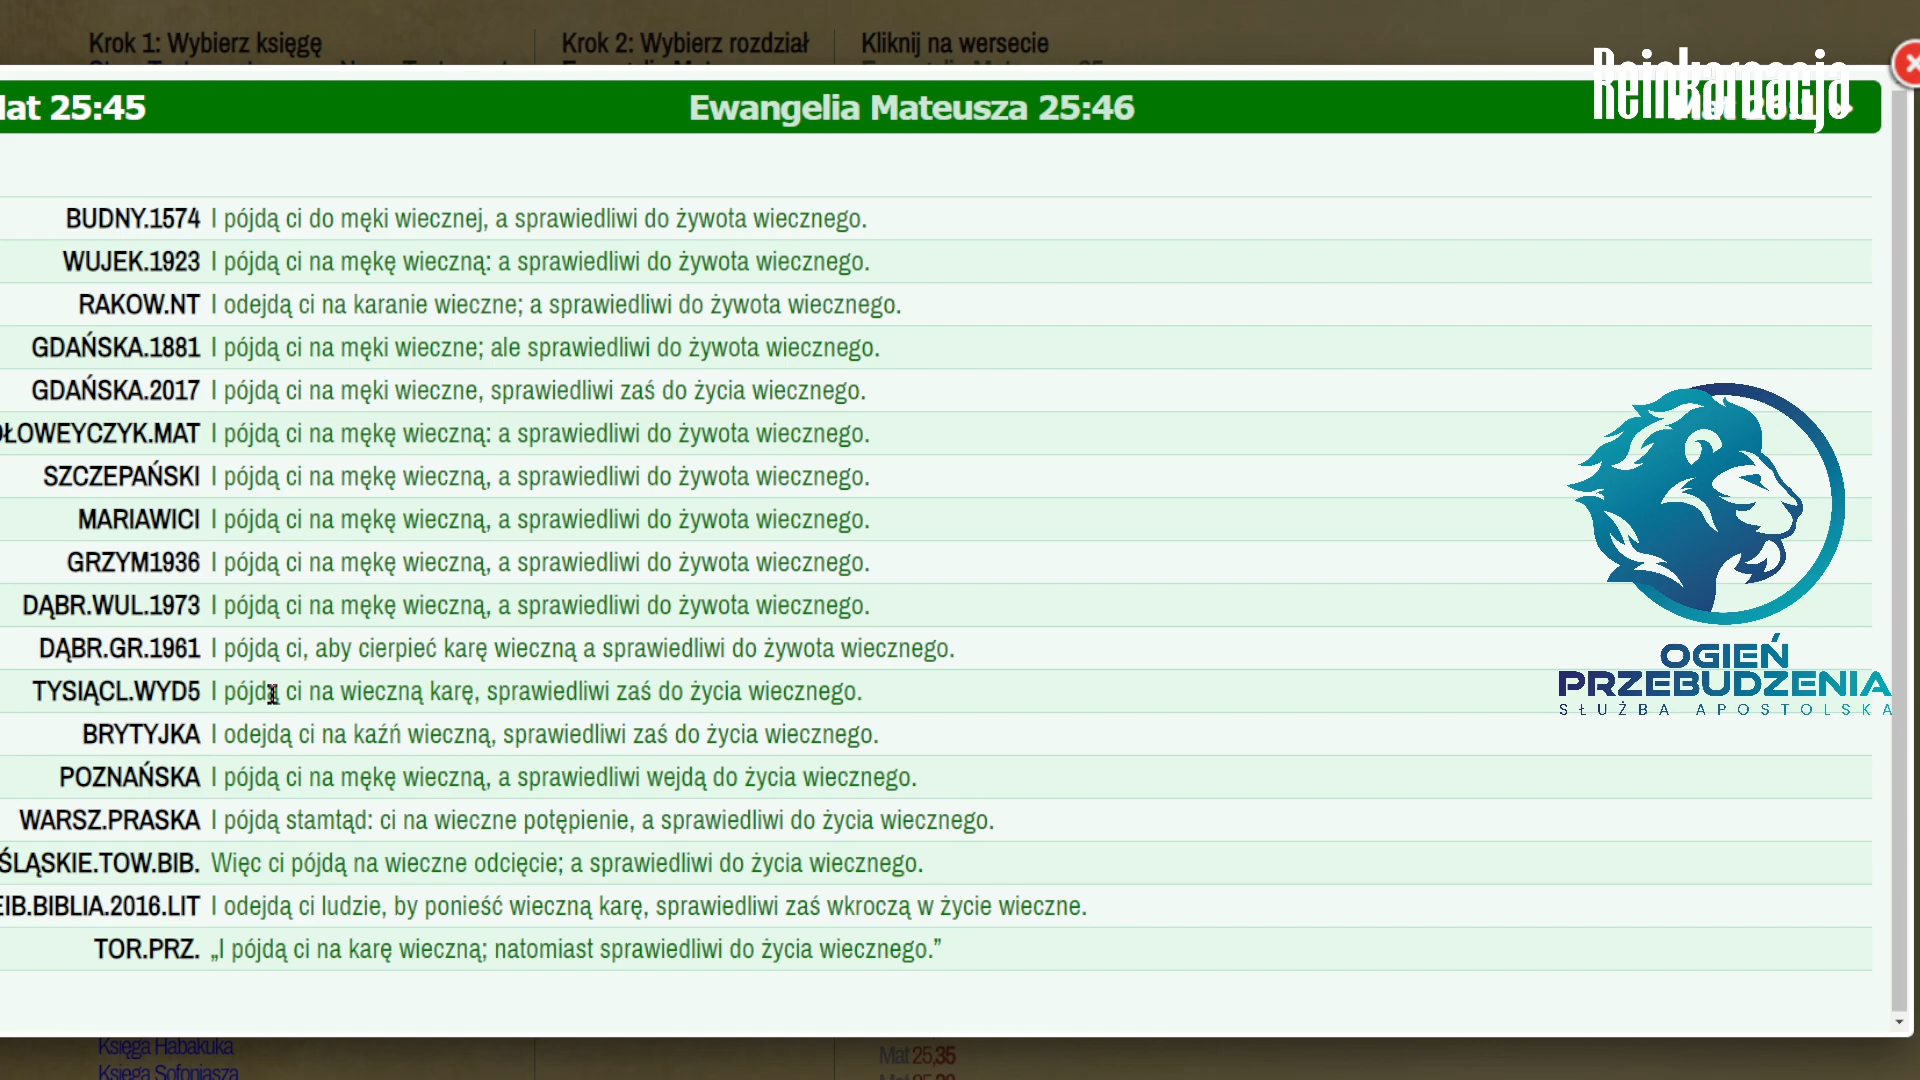 Krok 1: Wybierz księgę Krok 2: Wybierz rozdział Kliknij na wersecie
Reinkarnacja
Mat 25:45 Ewangelia Mateusza 25:46
BUDNY.1574 I pójdą ci do męki wiecznej, a sprawiedliwi do żywota wiecznego.
WUJEK.1923 I pójdą ci na mękę wieczną: a sprawiedliwi do żywota wiecznego.
RAKOW.NT I odejdą ci na karanie wieczne; a sprawiedliwi do żywota wiecznego.
GDAŃSKA.1881 I pójdą ci na męki wieczne; ale sprawiedliwi do żywota wiecznego.
GDAŃSKA.2017 I pójdą ci na męki wieczne, sprawiedliwi zaś do życia wiecznego.
OŁOWEYCZYK.MAT I pójdą ci na mękę wieczną: a sprawiedliwi do żywota wiecznego.
SZCZEPAŃSKI I pójdą ci na mękę wieczną, a sprawiedliwi do żywota wiecznego.
MARIAWICI I pójdą ci na mękę wieczną, a sprawiedliwi do żywota wiecznego.
GRZYM1936 I pójdą ci na mękę wieczną, a sprawiedliwi do żywota wiecznego.
DĄBR.WUL.1973 I pójdą ci na mękę wieczną, a sprawiedliwi do żywota wiecznego.
DĄBR.GR.1961 I pójdą ci, aby cierpieć karę wieczną a sprawiedliwi do żywota wiecznego.
TYSIĄCL.WYD5 I pójdą ci na wieczną karę, sprawiedliwi zaś do życia wiecznego.
BRYTYJKA I odejdą ci na kaźń wieczną, sprawiedliwi zaś do życia wiecznego.
POZNAŃSKA I pójdą ci na mękę wieczną, a sprawiedliwi wejdą do życia wiecznego.
WARSZ.PRASKA I pójdą stamtąd: ci na wieczne potępienie, a sprawiedliwi do życia wiecznego.
ŚLĄSKIE.TOW.BIB. Więc ci pójdą na wieczne odcięcie; a sprawiedliwi do życia wiecznego.
EIB.BIBLIA.2016.LIT I odejdą ci ludzie, by ponieść wieczną karę, sprawiedliwi zaś wkroczą w życie wieczne.
TOR.PRZ. „I pójdą ci na karę wieczną; natomiast sprawiedliwi do życia wiecznego.”
OGIEŃ
PRZEBUDZENIA
SŁUŻBA APOSTOLSKA
Księga Habakuka Mat 25,35
Księga Sofoniasza